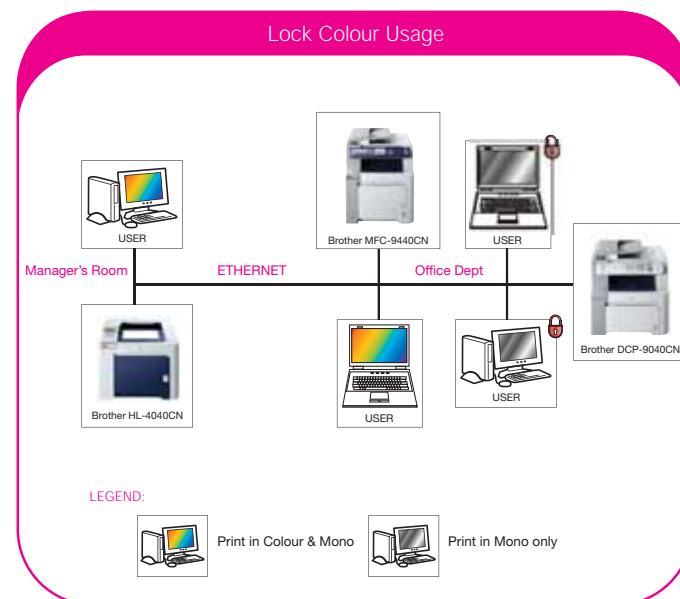 Lock Colour Usage
USER
Brother MFC-9440CN
USER
Manager's Room
ETHERNET
Office Dept
Brother HL-4040CN
USER
USER
Brother DCP-9040CN
LEGEND:
Print in Colour & Mono
Print in Mono only